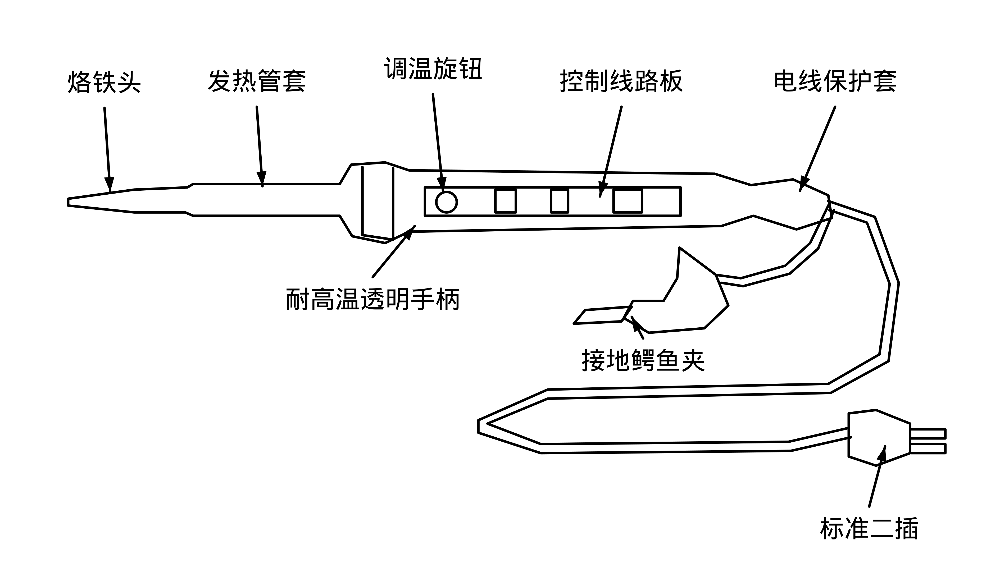 烙铁头
发热管套
调温旋钮
控制线路板
电线保护套
耐高温透明手柄
接地鳄鱼夹
标准二插